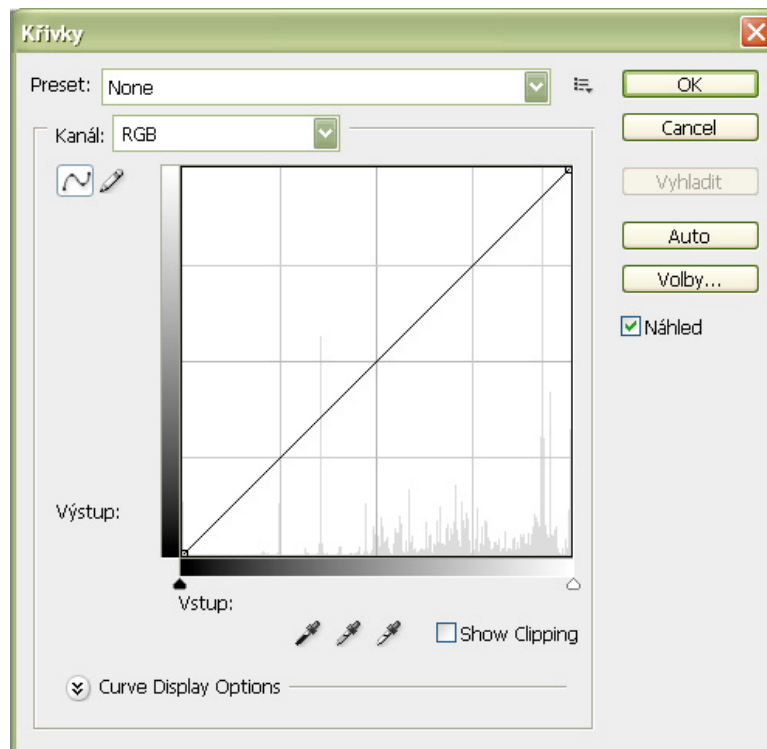 Křivky
Preset: None
OK
Kanál: RGB
Cancel
Vyhladit
Auto
Volby...
Náhled
Výstup:
Vstup:
Show Clipping
Curve Display Options